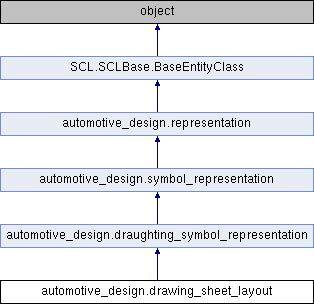 object
SCL.SCLBase.BaseEntityClass
automotive_design.representation
automotive_design.symbol_representation
automotive_design.draughting_symbol_representation
automotive_design.drawing_sheet_layout